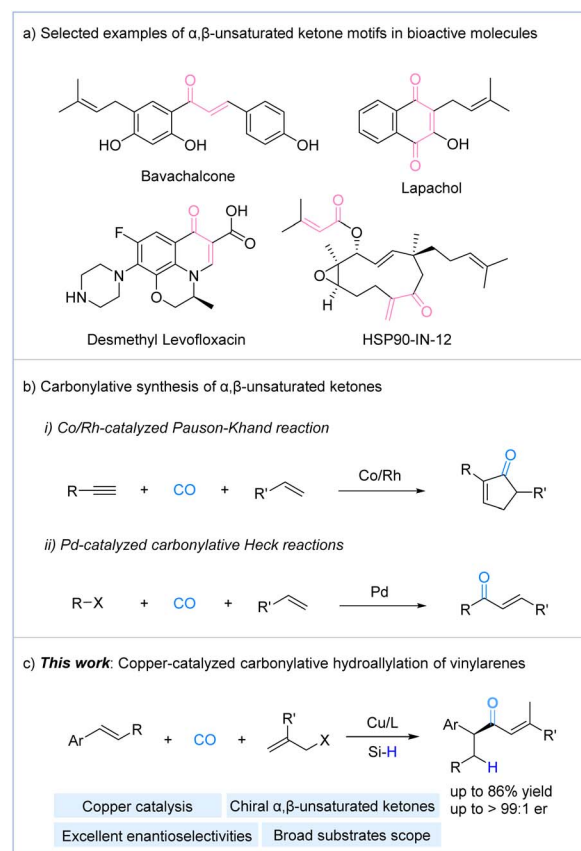 a) Selected examples of α,β-unsaturated ketone motifs in bioactive molecules
O
HO OH
OH
Bavachalcone
O
OH
O
Lapachol
O OH
F
O
N
N
HN
O
Desmethyl Levofloxacin
O
O
O
H
O
HSP90-IN-12
b) Carbonylative synthesis of α,β-unsaturated ketones
i) Co/Rh-catalyzed Pauson-Khand reaction
R + CO + R' Co/Rh R O R'
ii) Pd-catalyzed carbonylative Heck reactions
R–X + CO + R' Pd R O R'
c) This work: Copper-catalyzed carbonylative hydroallylation of vinylarenes
Ar R + CO + R' X Cu/L Si-H Ar O R' R H
up to 86% yield
up to > 99:1 er
Copper catalysis Chiral α,β-unsaturated ketones
Excellent enantioselectivities Broad substrates scope